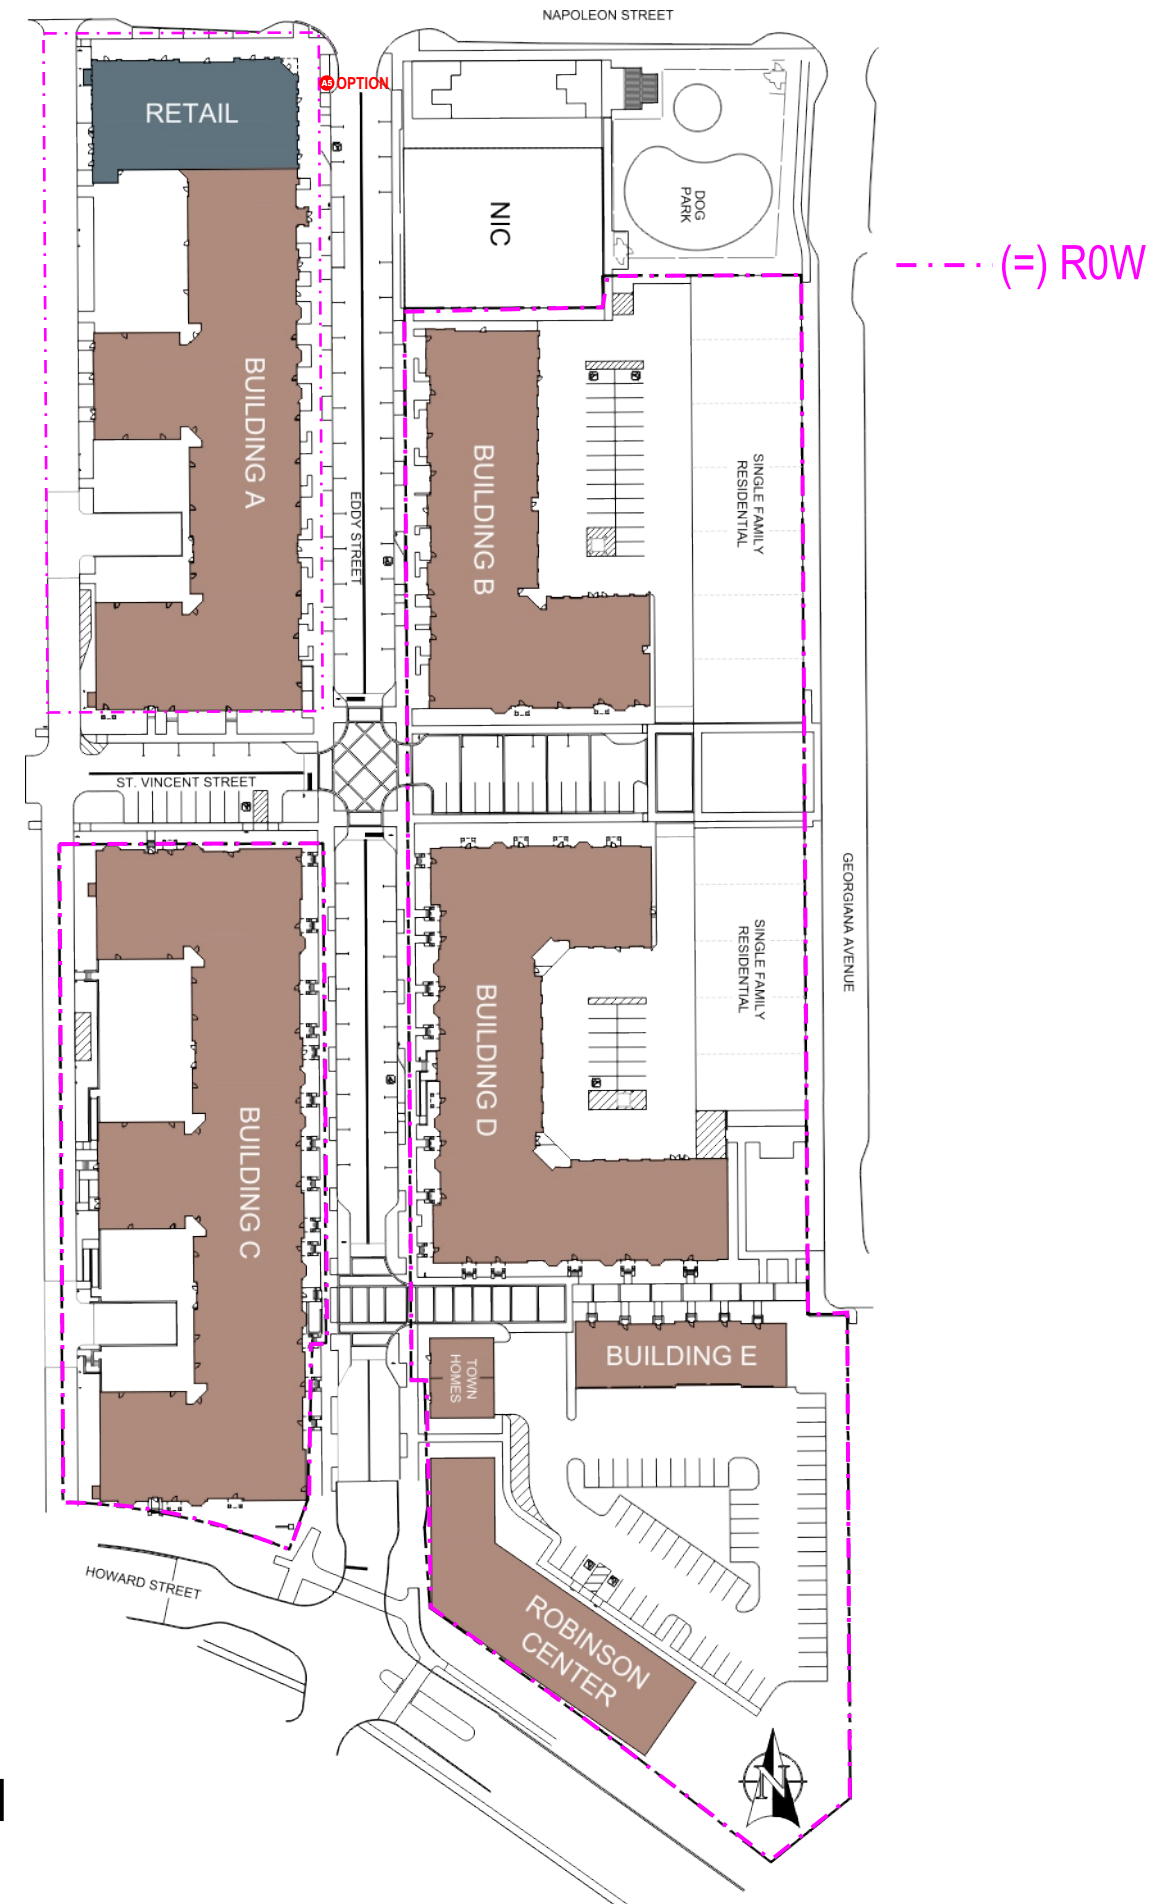 NAPOLEON STREET
A5 OPTION
RETAIL
NIC
DOG
PARK
(=) R0W
BUILDING A
EDDY STREET
BUILDING B
SINGLE FAMILY
RESIDENTIAL
ST. VINCENT STREET
GEORGIANA AVENUE
SINGLE FAMILY
RESIDENTIAL
BUILDING D
BUILDING C
BUILDING E
TOWN
HOMES
HOWARD STREET
ROBINSON
CENTER
N